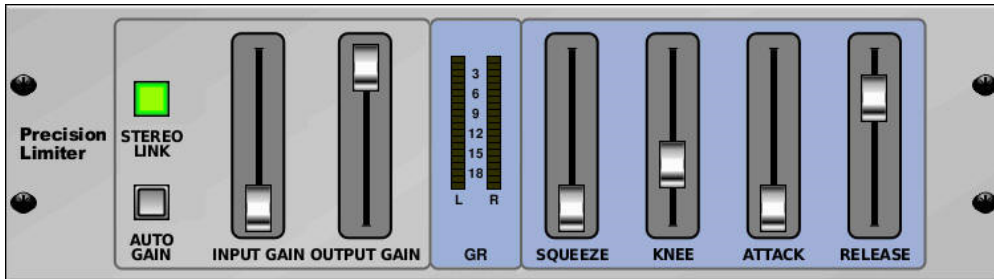 Precision
Limiter
STEREO
LINK
AUTO
GAIN
INPUT GAIN
OUTPUT GAIN
3
6
9
12
15
18
L R
GR
SQUEEZE
KNEE
ATTACK
RELEASE